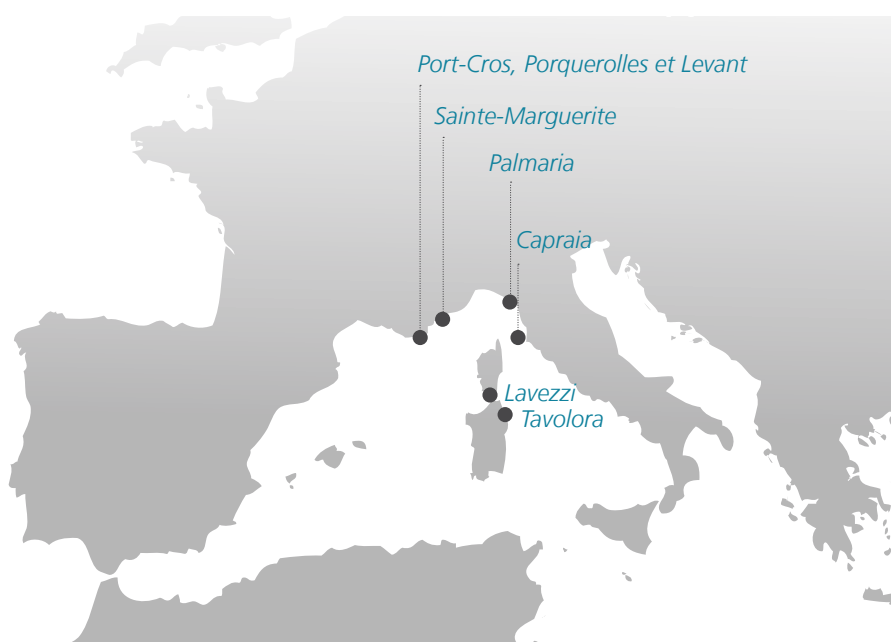 Port-Cros, Porquerolles et Levant
Sainte-Marguerite
Palmaria
Capraia
Lavezzi
Tavolora